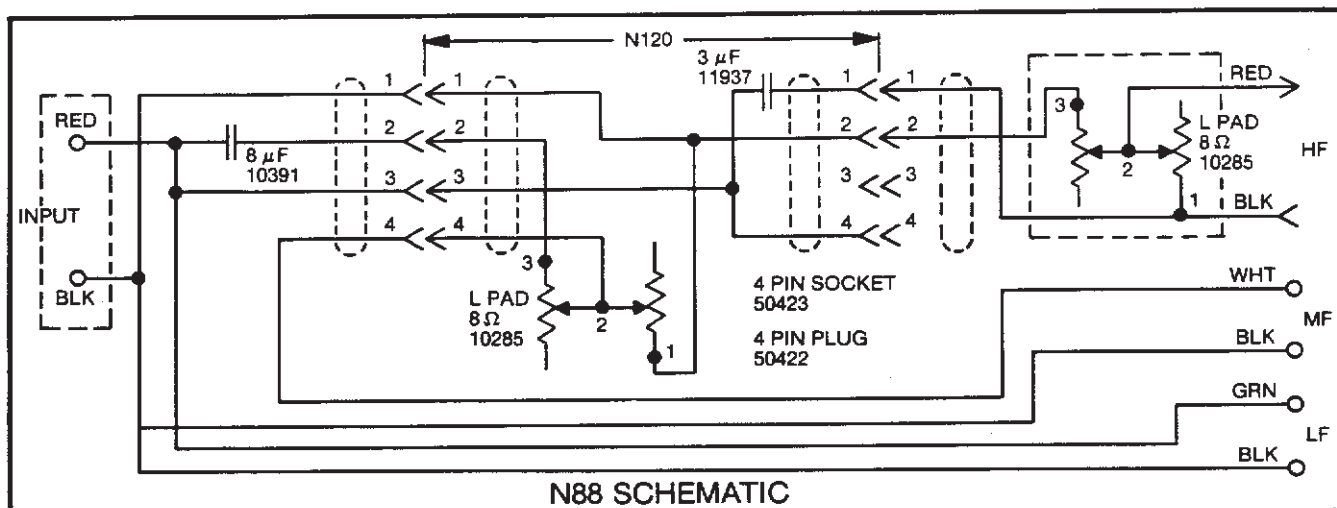 N120
1 1
3 μF
11937
1 1
RED
RED
2 2
2 2
3
L PAD
8 Ω
10285
HF
8 μF
10391
3 3
3 3
2
1
BLK
INPUT
4 4
4 4
BLK
3
L PAD
8 Ω
10285
2
1
4 PIN SOCKET
50423
4 PIN PLUG
50422
WHT
MF
BLK
GRN
LF
BLK
N88 SCHEMATIC